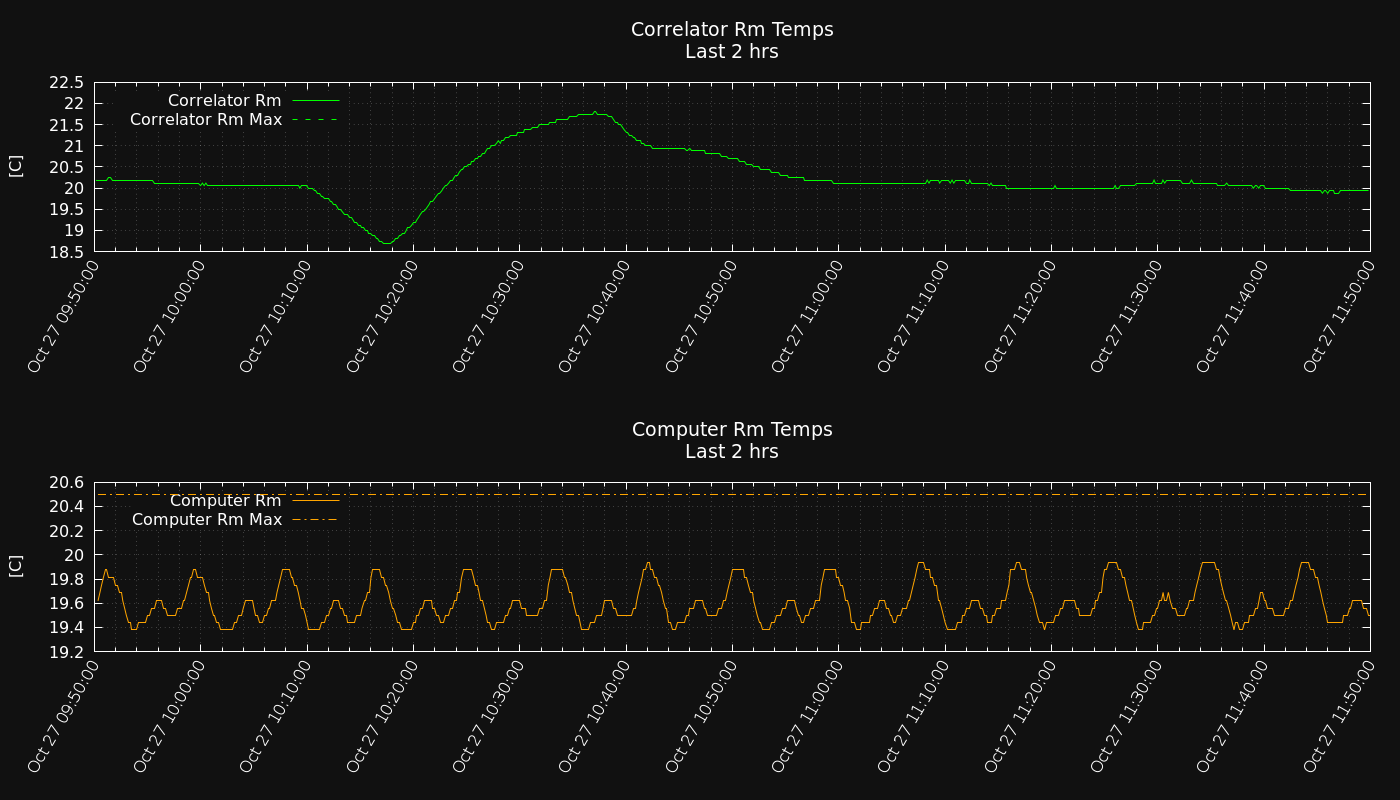 Correlator Rm Temps
Last 2 hrs
22.5
22
21.5
21
20.5
20
19.5
19
18.5
[C]
Correlator Rm
Correlator Rm Max
Oct 27 09:50:00
Oct 27 10:00:00
Oct 27 10:10:00
Oct 27 10:20:00
Oct 27 10:30:00
Oct 27 10:40:00
Oct 27 10:50:00
Oct 27 11:00:00
Oct 27 11:10:00
Oct 27 11:20:00
Oct 27 11:30:00
Oct 27 11:40:00
Oct 27 11:50:00
Computer Rm Temps
Last 2 hrs
20.6
20.4
20.2
20
19.8
19.6
19.4
19.2
[C]
Computer Rm
Computer Rm Max
Oct 27 09:50:00
Oct 27 10:00:00
Oct 27 10:10:00
Oct 27 10:20:00
Oct 27 10:30:00
Oct 27 10:40:00
Oct 27 10:50:00
Oct 27 11:00:00
Oct 27 11:10:00
Oct 27 11:20:00
Oct 27 11:30:00
Oct 27 11:40:00
Oct 27 11:50:00